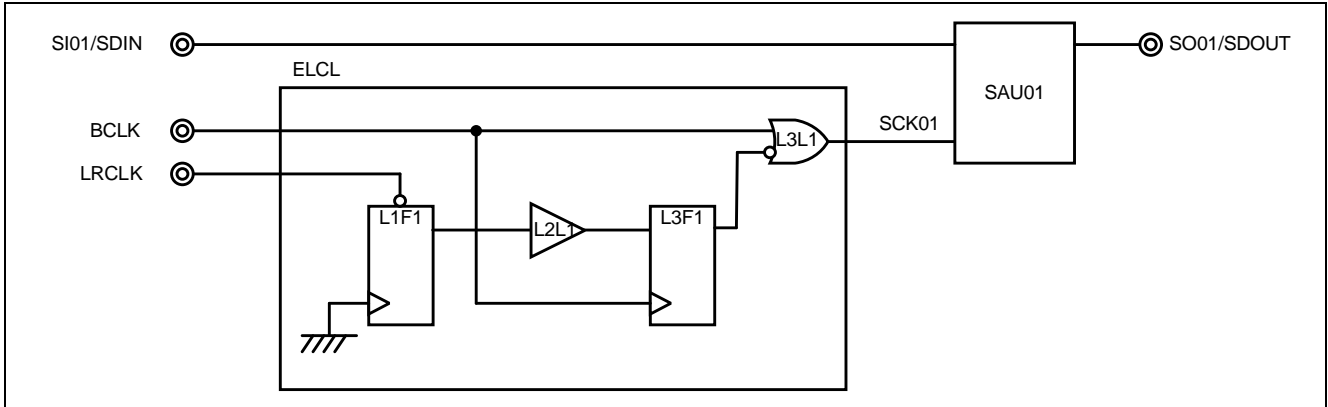 SI01/SDIN
SO01/SDOUT
ELCL
SAU01
BCLK
L3L1
SCK01
LRCLK
L1F1
L2L1
L3F1